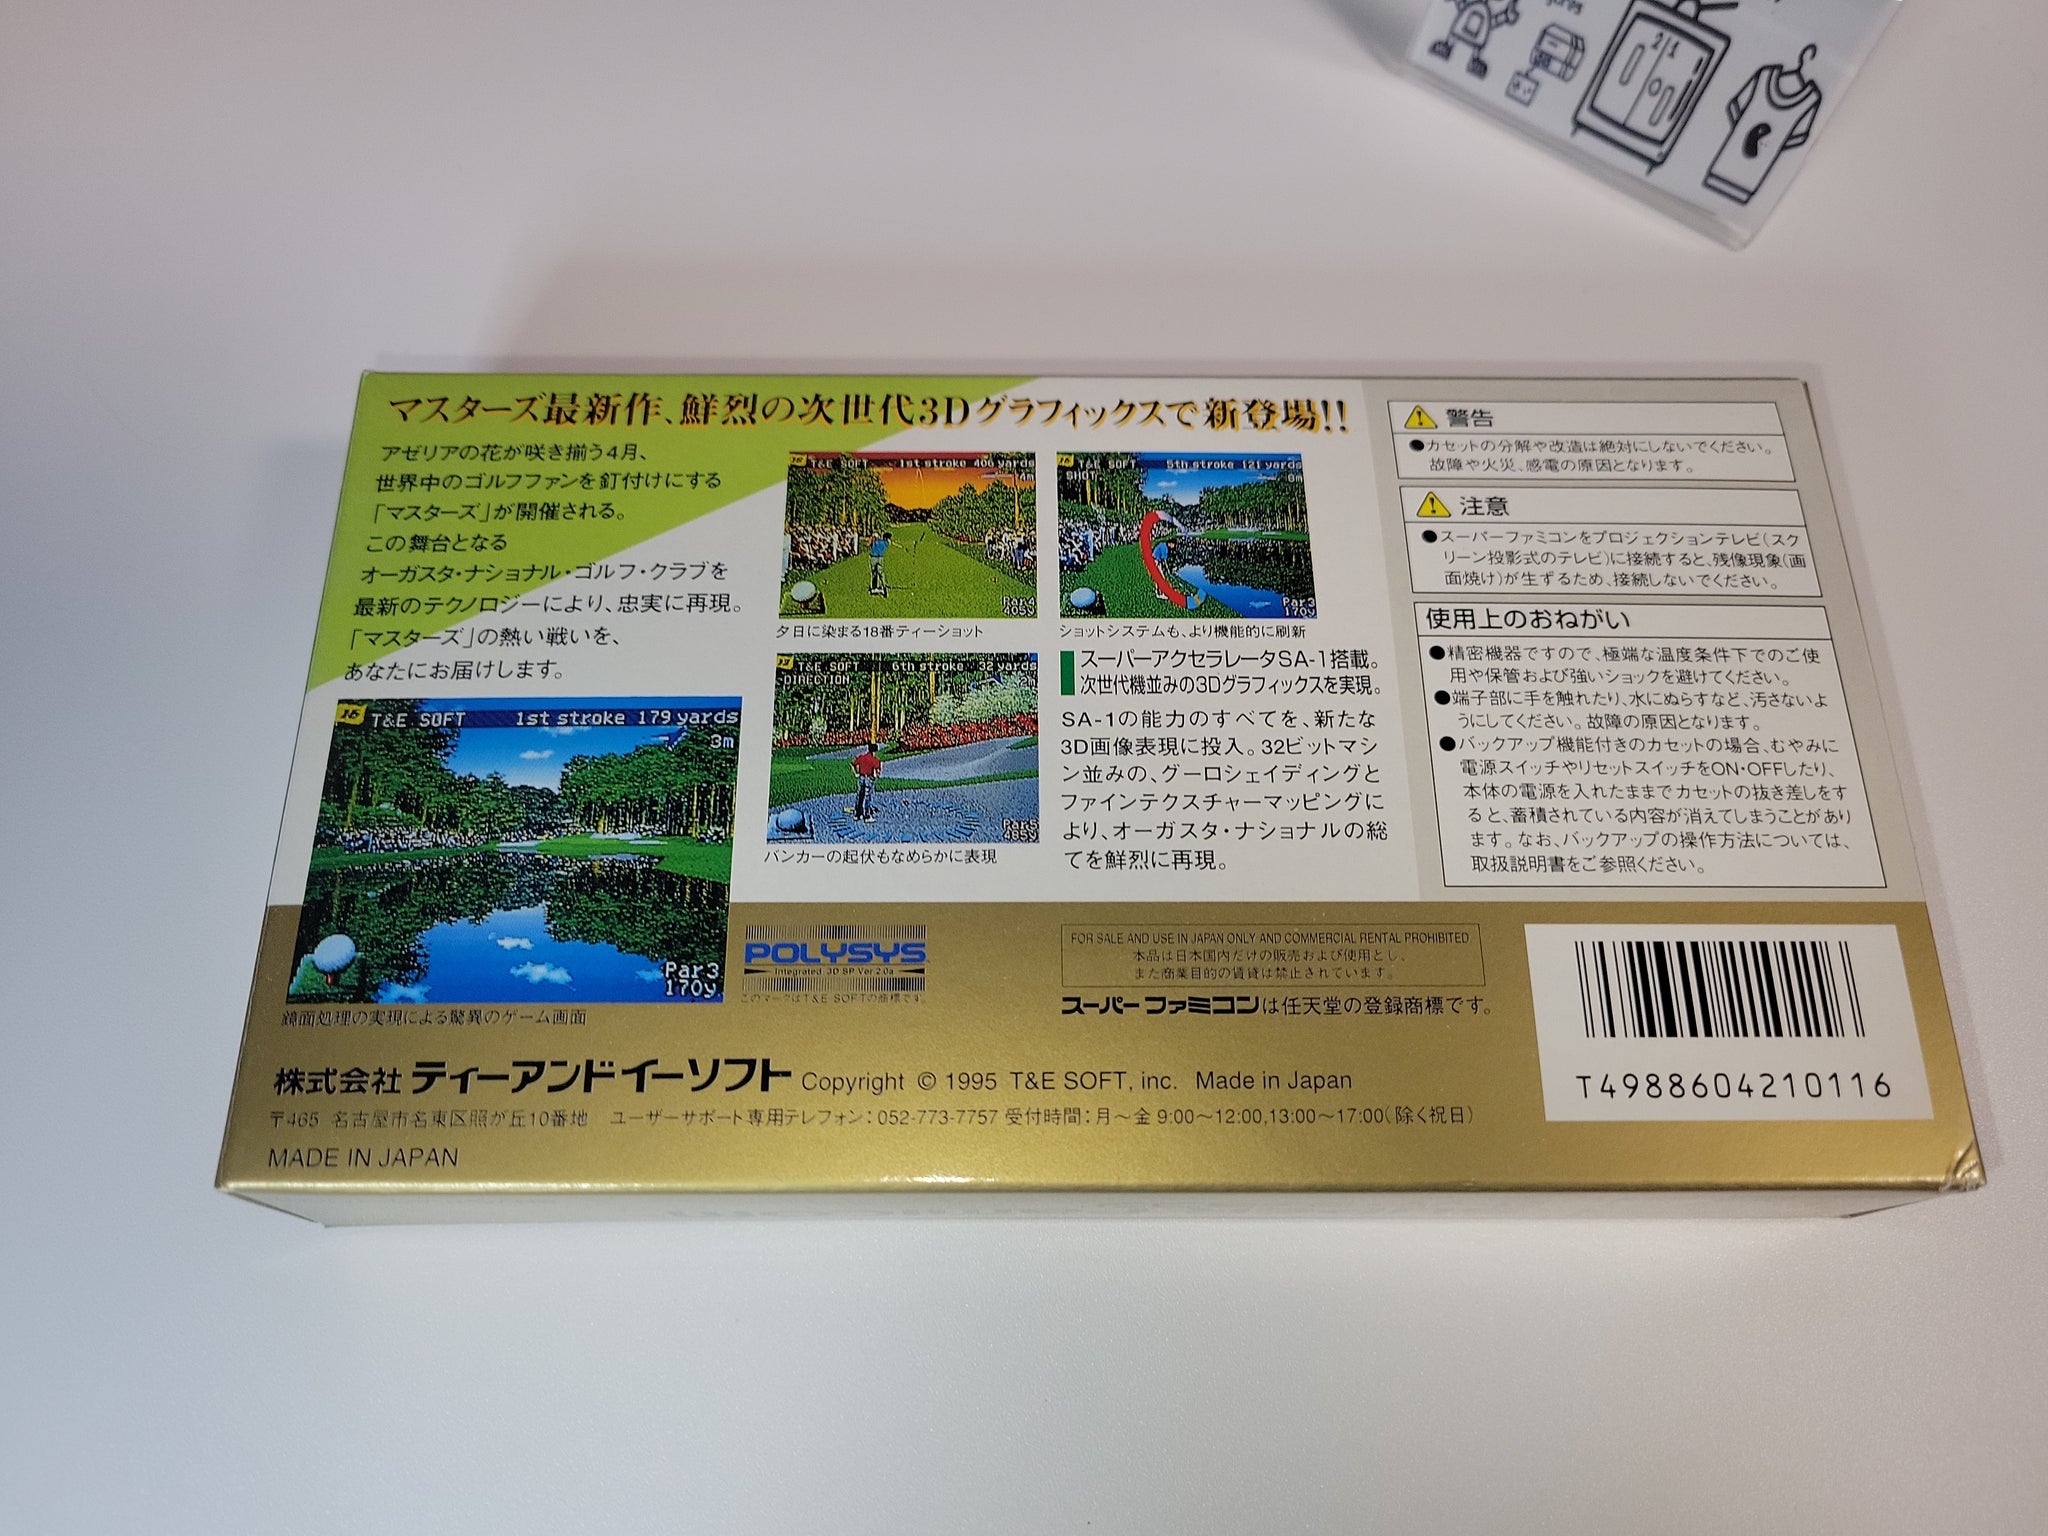 マスターズ最新作、鮮烈の次世代3Dグラフィックスで新登場!!
アゼリアの花が咲き揃う4月、
世界中のゴルフファンを釘付けにする
「マスターズ」が開催される。
この舞台となる
オーガスタ・ナショナル・ゴルフ・クラブを
最新のテクノロジーにより、忠実に再現。
「マスターズ」の熱い戦いを、
あなたにお届けします。
16 T&E SOFT 1st stroke 179 yards
3m
Par3
170y
鏡面処理の実現による驚異のゲーム画面
18 T&E SOFT 1st stroke 400 yards
4m
Par4
405y
夕日に染まる18番ティーショット
16 T&E SOFT 5th stroke 121 yards
SHOT
0m
Par3
170y
ショットシステムも、より機能的に刷新
13 T&E SOFT 6th stroke 32 yards
DIRECTION
Par5
バンカーの起伏もなめらかに表現
スーパーアクセラレータSA-1搭載。
次世代機並みの3Dグラフィックスを実現。
SA-1の能力のすべてを、新たな
3D画像表現に投入。32ビットマシ
ン並みの、グーロシェイディングと
ファインテクスチャーマッピングに
より、オーガスタ・ナショナルの総
てを鮮烈に再現。
警告
●カセットの分解や改造は絶対にしないでください。
故障や火災、感電の原因となります。
注意
●スーパーファミコンをプロジェクションテレビ(スク
リーン投影式のテレビ)に接続すると、残像現象(画
面焼け)が生ずるため、接続しないでください。
使用上のおねがい
●精密機器ですので、極端な温度条件下でのご使
用や保管および強いショックを避けてください。
●端子部に手を触れたり、水にぬらすなど、汚さないよ
うにしてください。故障の原因となります。
●バックアップ機能付きのカセットの場合、むやみに
電源スイッチやリセットスイッチをON・OFFしたり、
本体の電源を入れたままでカセットの抜き差しをす
ると、蓄積されている内容が消えてしまうことがあり
ます。なお、バックアップの操作方法については、
取扱説明書をご参照ください。
POLYSYS
Integrated 3D SP Ver.2.0a
このマークはT&E SOFTの商標です。
FOR SALE AND USE IN JAPAN ONLY AND COMMERCIAL RENTAL PROHIBITED
本品は日本国内だけの販売および使用とし、
また商業目的の賃貸は禁止されています。
スーパーファミコンは任天堂の登録商標です。
T4988604210116
株式会社 ティーアンドイーソフト Copyright © 1995 T&E SOFT, inc. Made in Japan
〒465 名古屋市名東区照が丘10番地 ユーザーサポート専用テレフォン:052-773-7757 受付時間:月～金 9:00～12:00,13:00～17:00(除く祝日)
MADE IN JAPAN